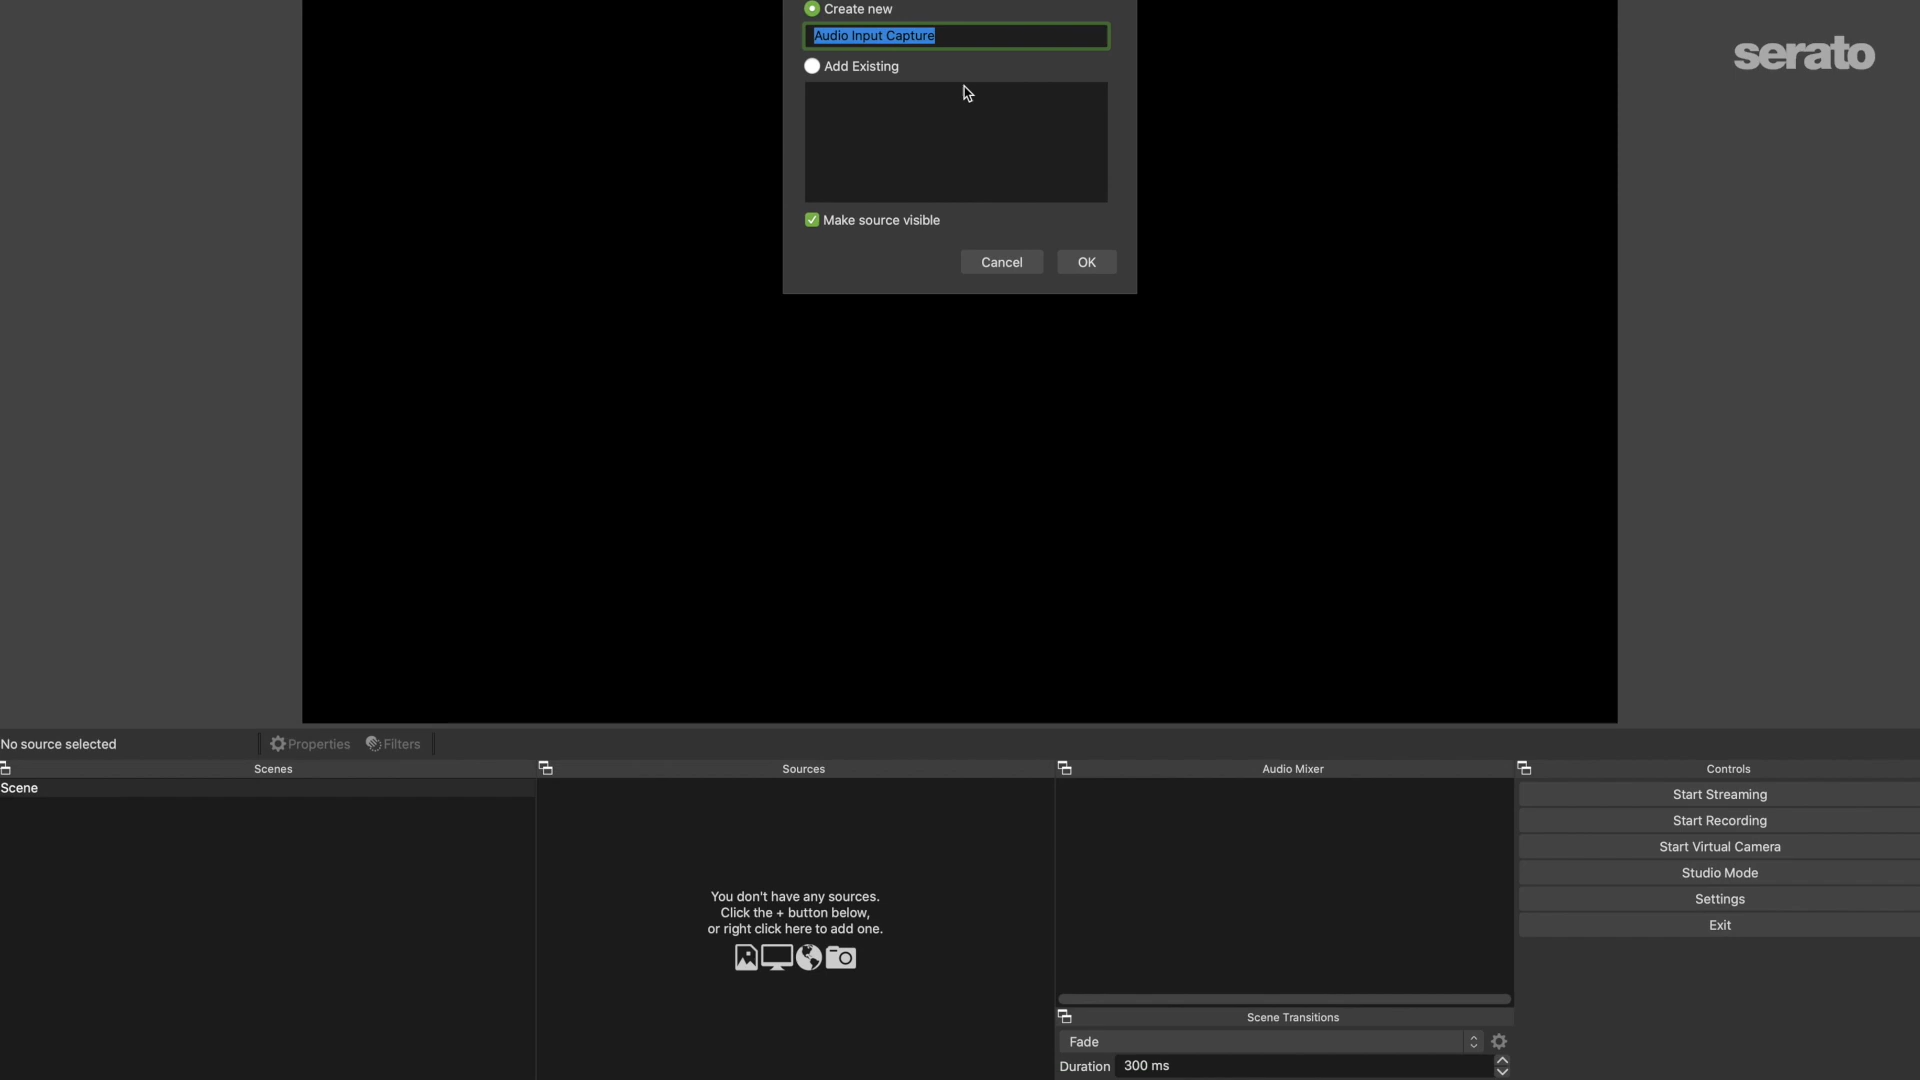 Create new
serato
Audio Input Capture
Add Existing
Make source visible
Cancel
OK
No source selected
Properties
Filters
Scenes
Sources
Audio Mixer
Controls
Scene
Start Streaming
Start Recording
Start Virtual Camera
Studio Mode
Settings
Exit
You don't have any sources.
Click the + button below,
or right click here to add one.
Scene Transitions
Fade
Duration
300 ms